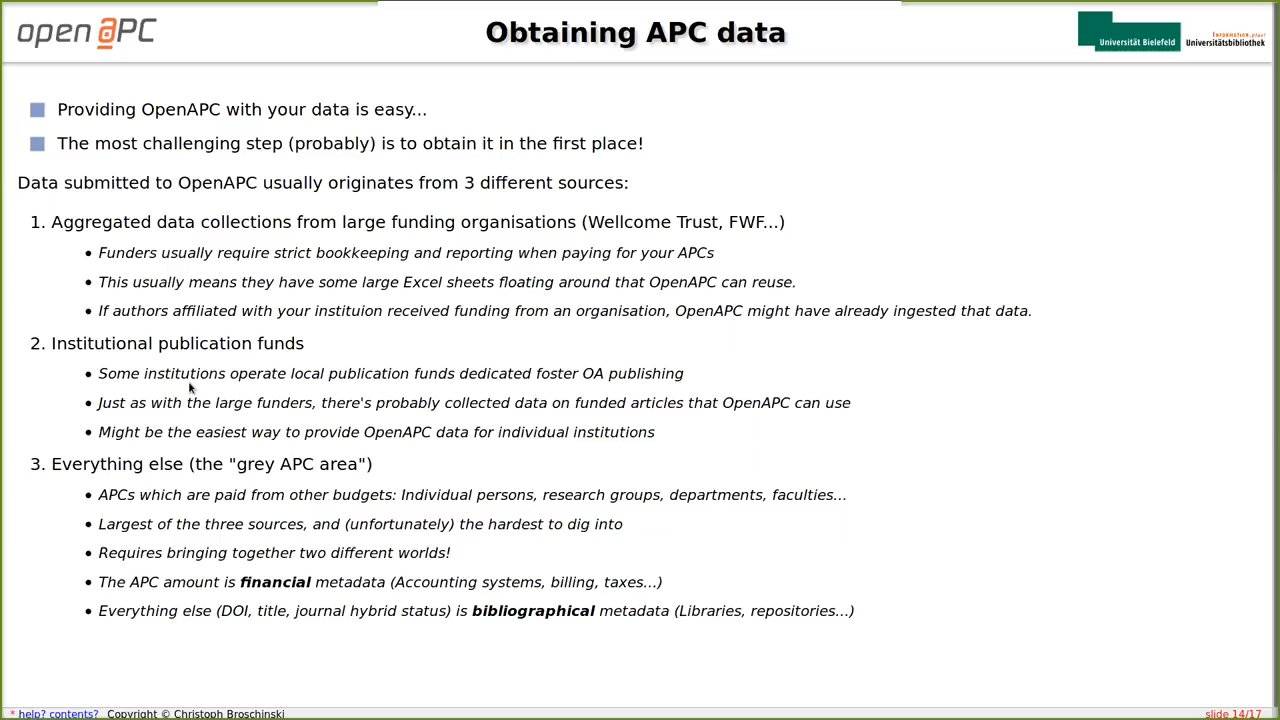 open aPC
Obtaining APC data
Universität Bielefeld
INFORMATION.plus!
Universitätsbibliothek
Providing OpenAPC with your data is easy...
The most challenging step (probably) is to obtain it in the first place!
Data submitted to OpenAPC usually originates from 3 different sources:
1. Aggregated data collections from large funding organisations (Wellcome Trust, FWF...)
• Funders usually require strict bookkeeping and reporting when paying for your APCs
• This usually means they have some large Excel sheets floating around that OpenAPC can reuse.
• If authors affiliated with your instituion received funding from an organisation, OpenAPC might have already ingested that data.
2. Institutional publication funds
• Some institutions operate local publication funds dedicated foster OA publishing
• Just as with the large funders, there's probably collected data on funded articles that OpenAPC can use
• Might be the easiest way to provide OpenAPC data for individual institutions
3. Everything else (the "grey APC area")
• APCs which are paid from other budgets: Individual persons, research groups, departments, faculties...
• Largest of the three sources, and (unfortunately) the hardest to dig into
• Requires bringing together two different worlds!
• The APC amount is financial metadata (Accounting systems, billing, taxes...)
• Everything else (DOI, title, journal hybrid status) is bibliographical metadata (Libraries, repositories...)
* help? contents? Copyright © Christoph Broschinski
slide 14/17